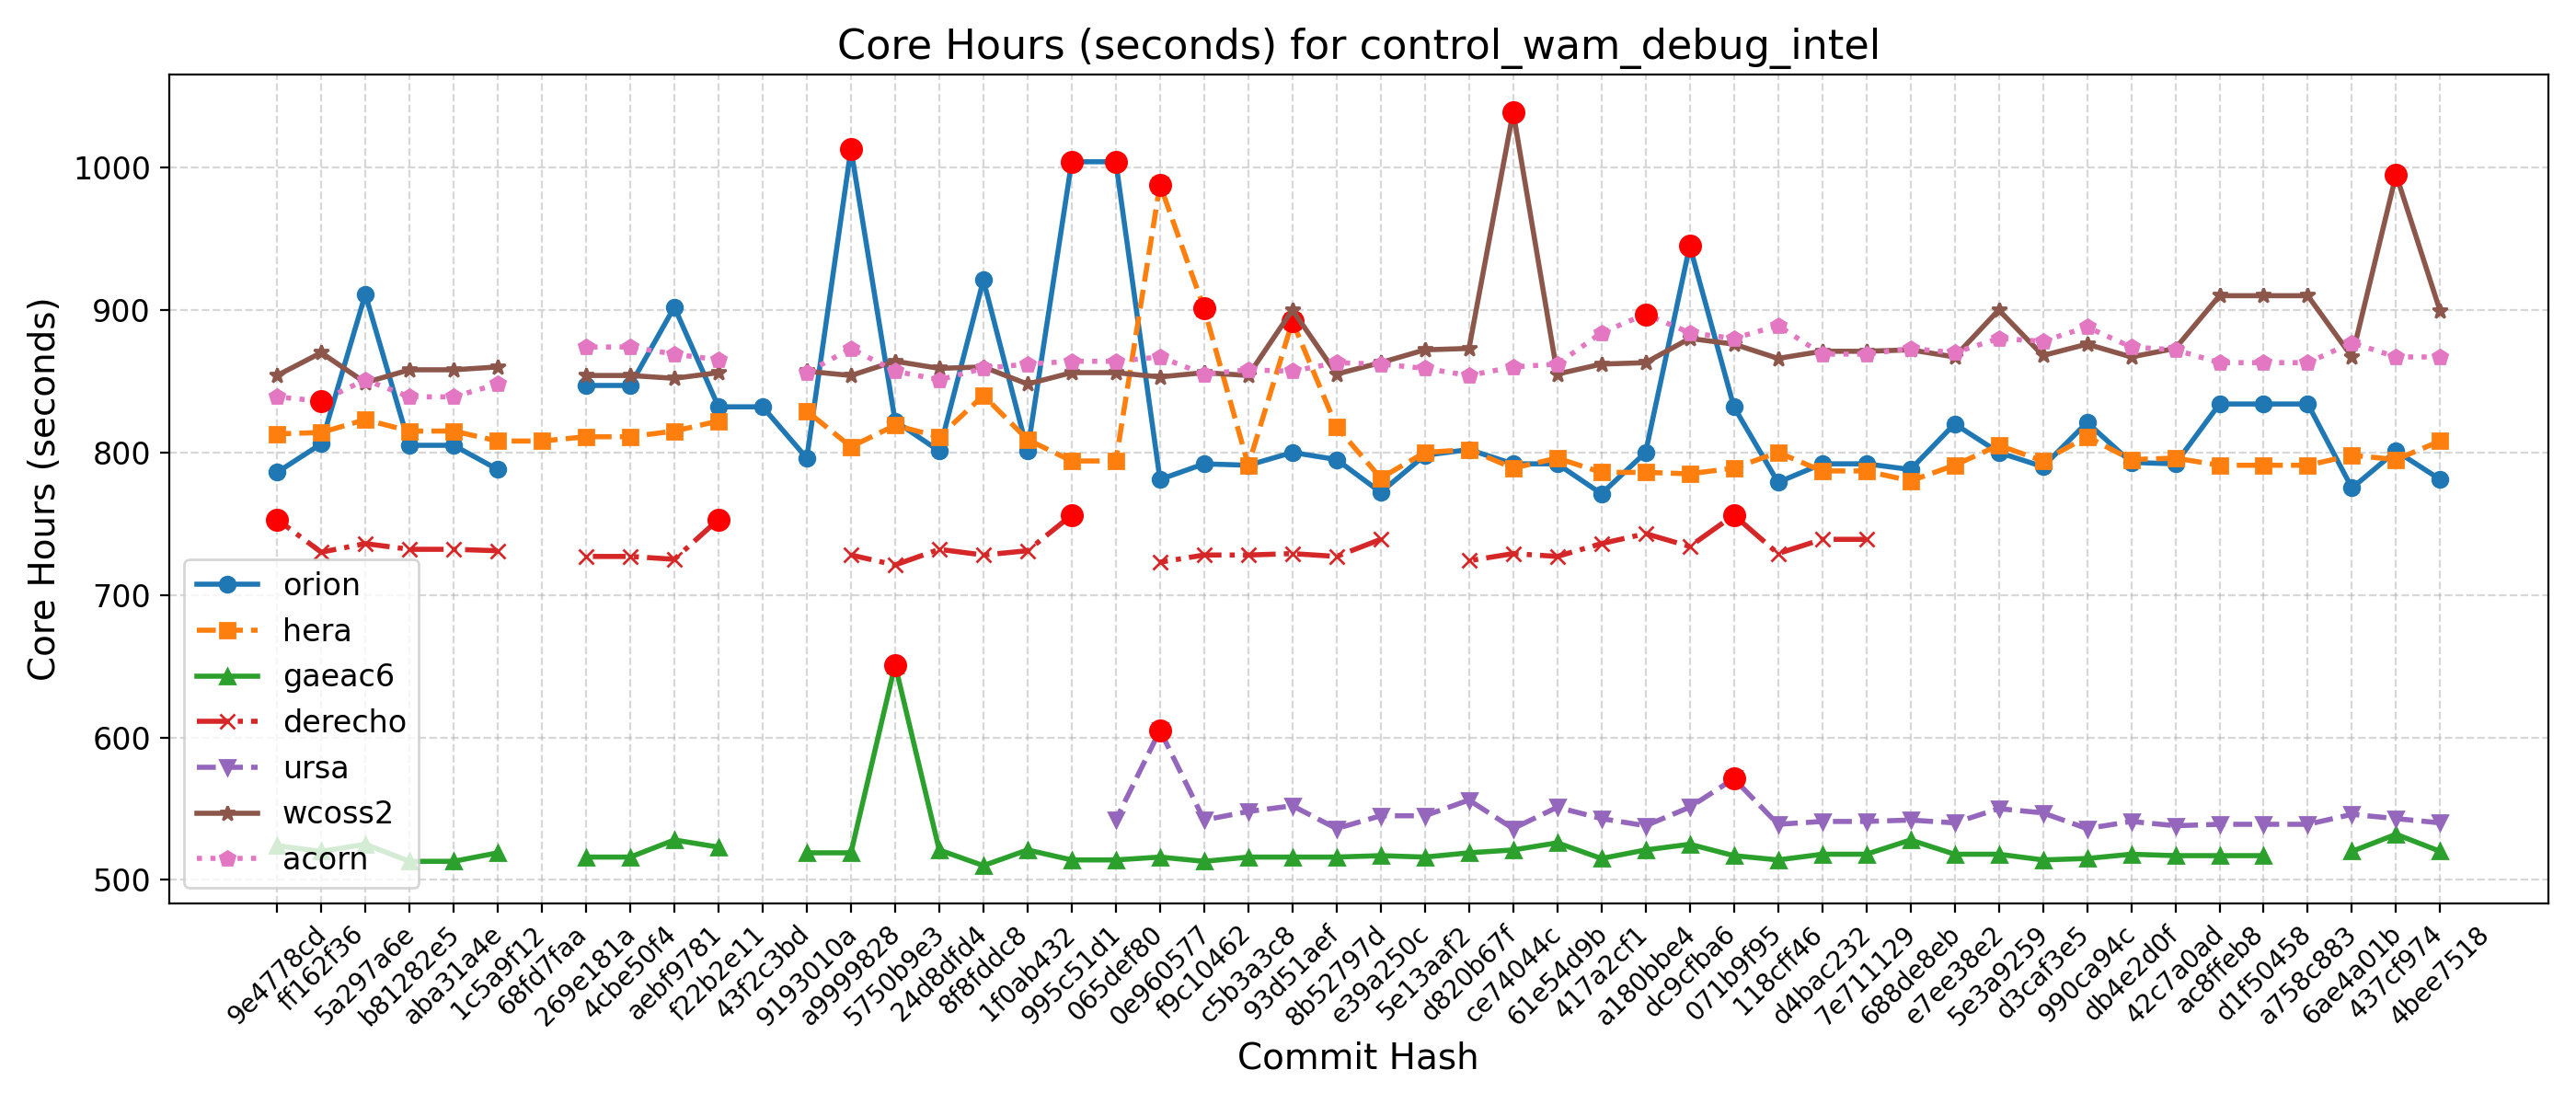 Core Hours (seconds) for control_wam_debug_intel
Core Hours (seconds)
1000
900
800
700
600
500
orion
hera
gaeac6
derecho
ursa
wcoss2
acorn
9e4778cd
ff162f36
5a297a6e
b81282e5
aba31a4e
1c5a9f12
68fd7faa
269e181a
4cbe50f4
aebf9781
f22b2e11
43f2c3bd
9193010a
a9999828
5750b9e3
24d8dfd4
8f8fddc8
1f0ab432
995c51d1
065def80
0e960577
f9c10462
c5b3a3c8
93d51aef
8b52797d
e39a250c
5e13aaf2
d820b67f
ce74044c
61e54d9b
417a2cf1
a180bbe4
dc9cfba6
071b9f95
118cff46
d4bac232
7e711129
688de8eb
e7ee38e2
5e3a9259
d3caf3e5
990ca94c
db4e2d0f
42c7a0ad
ac8ffeb8
d1f50458
a758c883
6ae4a01b
437cf974
4bee7518
Commit Hash